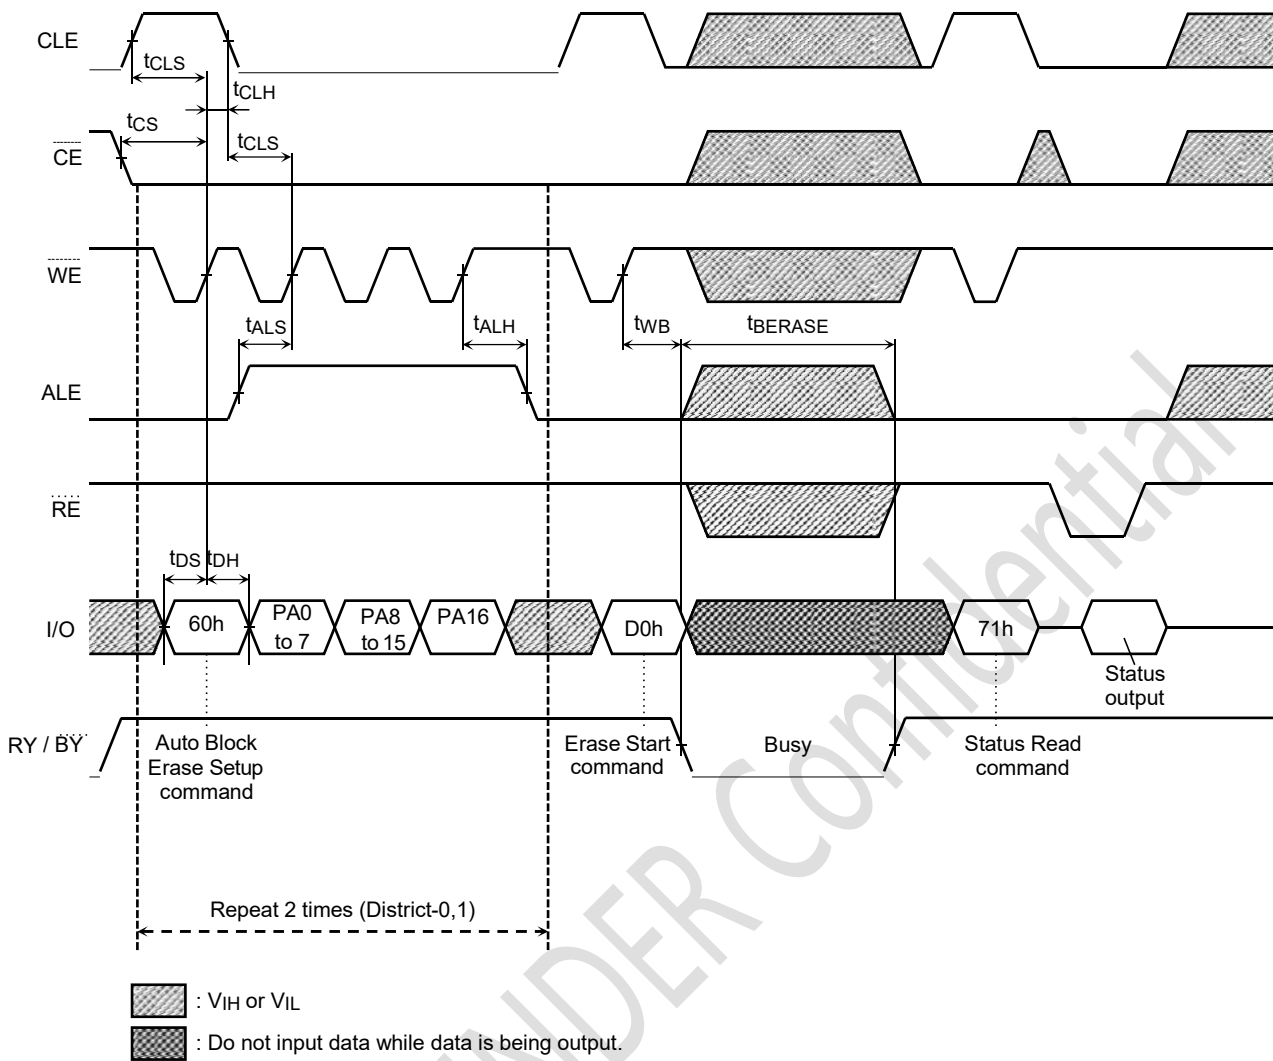 CLE
tCLS
tCLH
tCS
tCLS
CE
WE
tALS
tALH
tWB
tBERASE
ALE
RE
tDS
tDH
I/O
60h
PA0
to 7
PA8
to 15
PA16
D0h
71h
Status
output
RY / BY
Auto Block
Erase Setup
command
Erase Start
command
Busy
Status Read
command
Repeat 2 times (District-0,1)
: VIH or VIL
: Do not input data while data is being output.
NDER Confidential